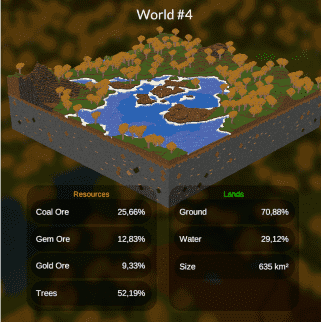 World #4
Resources
Coal Ore 25,66%
Gem Ore 12,83%
Gold Ore 9,33%
Trees 52,19%
Lands
Ground 70,88%
Water 29,12%
Size 635 km²